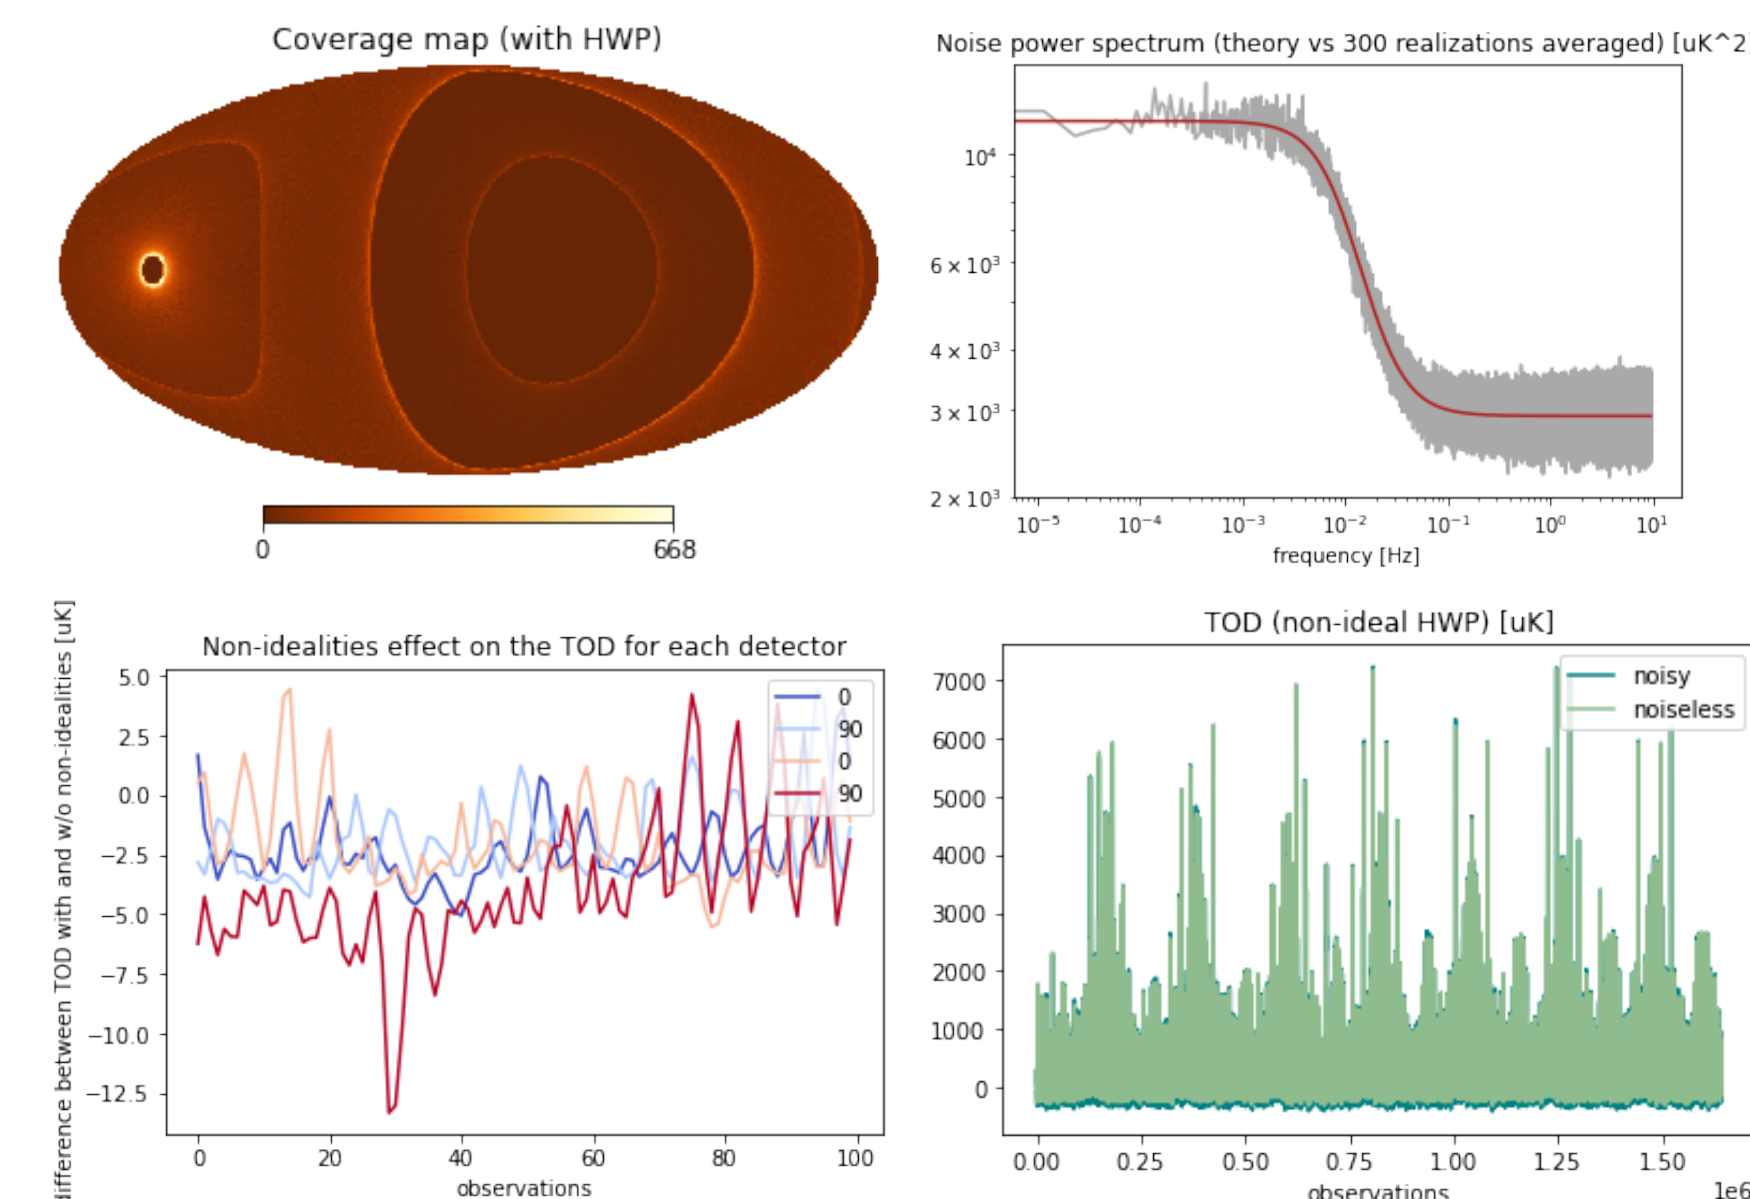 Coverage map (with HWP)
0
668
Noise power spectrum (theory vs 300 realizations averaged) [uK^2
10⁴
6 × 10³
4 × 10³
3 × 10³
2 × 10³
10⁻⁵ 10⁻⁴ 10⁻³ 10⁻² 10⁻¹ 10⁰ 10¹
frequency [Hz]
Non-idealities effect on the TOD for each detector
difference between TOD with and w/o non-idealities [uK]
5.0
2.5
0.0
−2.5
−5.0
−7.5
−10.0
−12.5
0
90
0
90
0 20 40 60 80 100
observations
TOD (non-ideal HWP) [uK]
7000
6000
5000
4000
3000
2000
1000
0
noisy
noiseless
0.00 0.25 0.50 0.75 1.00 1.25 1.50
1e6
observations